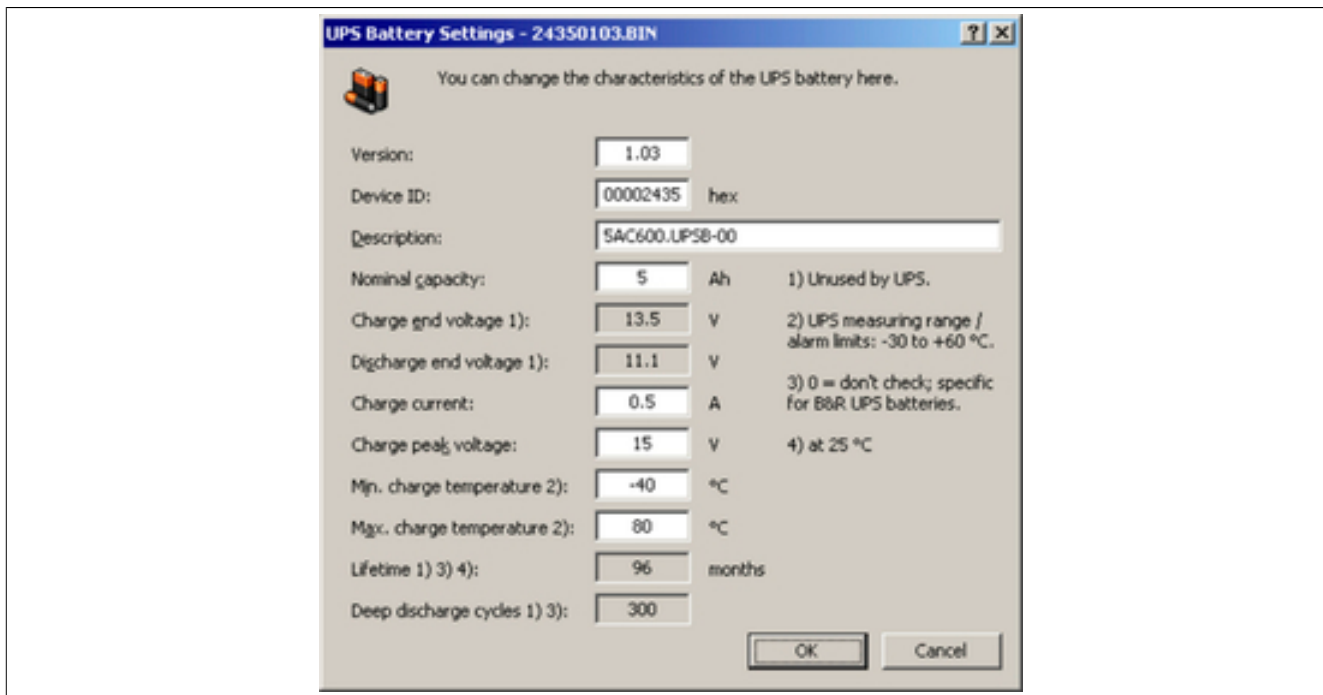 UPS Battery Settings - 24350103.BIN
You can change the characteristics of the UPS battery here.
Version: 1.03
Device ID: 00002435 hex
Description: 5AC600.UPSB-00
Nominal capacity: 5 Ah
1) Unused by UPS.
Charge end voltage 1): 13.5 V
2) UPS measuring range /
alarm limits: -30 to +60 °C.
Discharge end voltage 1): 11.1 V
3) 0 = don't check; specific
for B&R UPS batteries.
Charge current: 0.5 A
Charge peak voltage: 15 V
4) at 25 °C
Min. charge temperature 2): -40 °C
Max. charge temperature 2): 80 °C
Lifetime 1) 3) 4): 96 months
Deep discharge cycles 1) 3): 300
OK Cancel